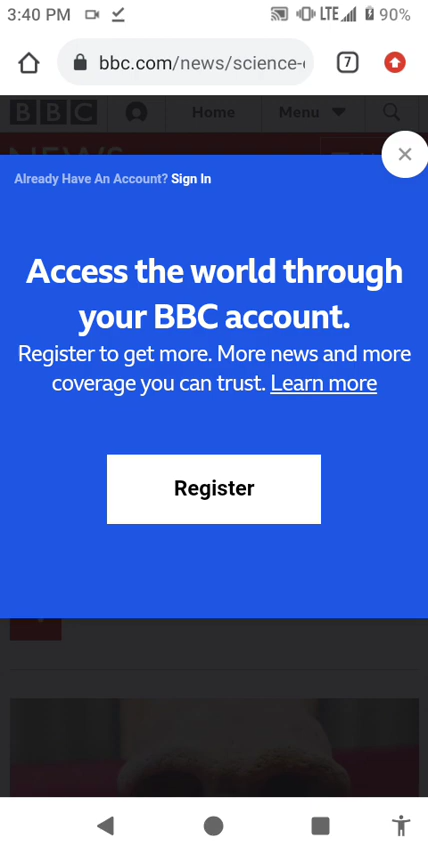 3:40 PM LTE 90%
bbc.com/news/science-
7
BBC Home Menu
NEWS
Already Have An Account? Sign In
Access the world through
your BBC account.
Register to get more. More news and more
coverage you can trust. Learn more
Register